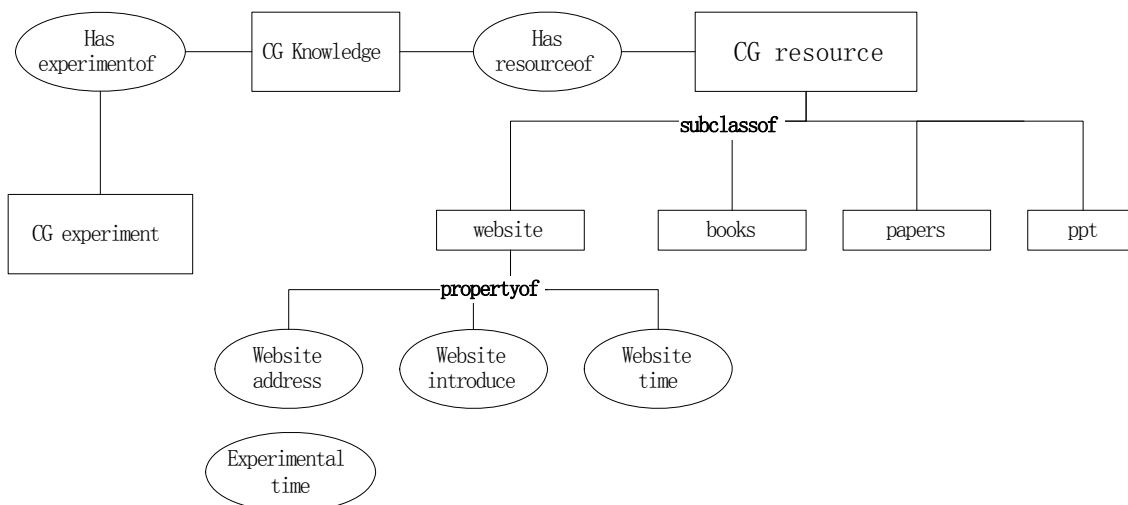 Has
experimentof
CG Knowledge
Has
resourceof
CG resource
subclassof
CG experiment
website
books
papers
ppt
propertyof
Website
address
Website
introduce
Website
time
Experimental
time